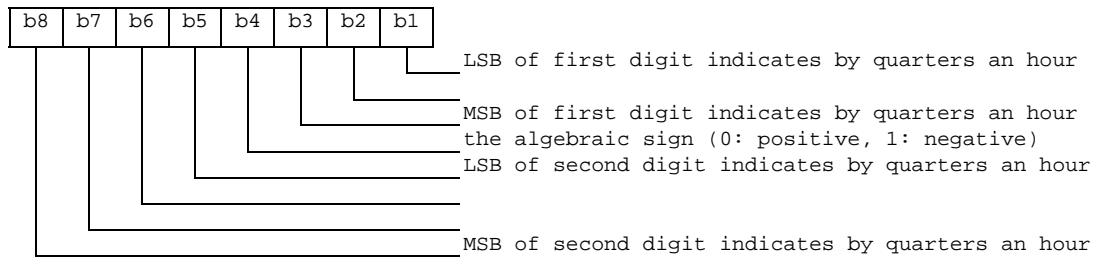 b8 b7 b6 b5 b4 b3 b2 b1
LSB of first digit indicates by quarters an hour
MSB of first digit indicates by quarters an hour
the algebraic sign (0: positive, 1: negative)
LSB of second digit indicates by quarters an hour
MSB of second digit indicates by quarters an hour